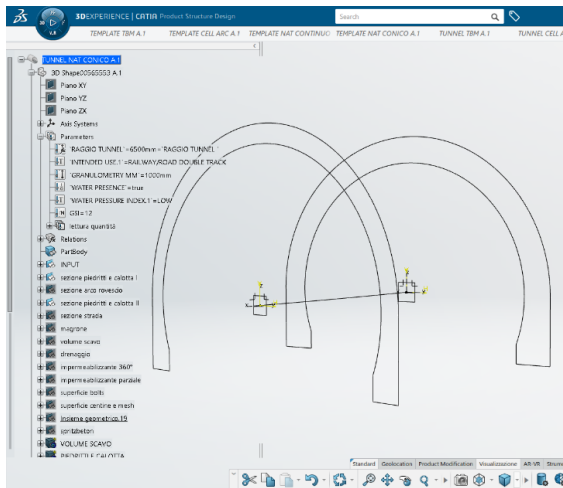 3DEXPERIENCE | CATIA Product Structure Design
Search
V.R
TEMPLATE TBM A.1 TEMPLATE CELL ARC A.1 TEMPLATE NAT CONTINUO TEMPLATE NAT CONICO A.1 TUNNEL TBM A.1 TUNNEL CELL A
TUNNEL NAT CONICO A.1
3D Shape00565553 A.1
Piano XY
Piano YZ
Piano ZX
Axis Systems
Parameters
'RAGGIO TUNNEL'=6500mm='RAGGIO TUNNEL '
'INTENDED USE.1'=RAILWAY/ROAD DOUBLE TRACK
'GRANULOMETRY MM'=1000mm
'WATER PRESENCE'=true
'WATER PRESSURE INDEX.1'=LOW
GSI=12
lettura quantità
Relations
PartBody
INPUT
sezione piedritti e calotta I
sezione arco rovescio
sezione piedritti e calotta II
sezione strada
magrone
volume scavo
drenaggio
impermeabilizzante 360°
impermeabilizzante parziale
superficie bolts
superficie centine e mesh
Insieme geometrico.19
spritzbeton
VOLUME SCAVO
PIEDRITTI E CALOTTA
Standard Geolocation Product Modification Visualizzazione AR-VR Strume